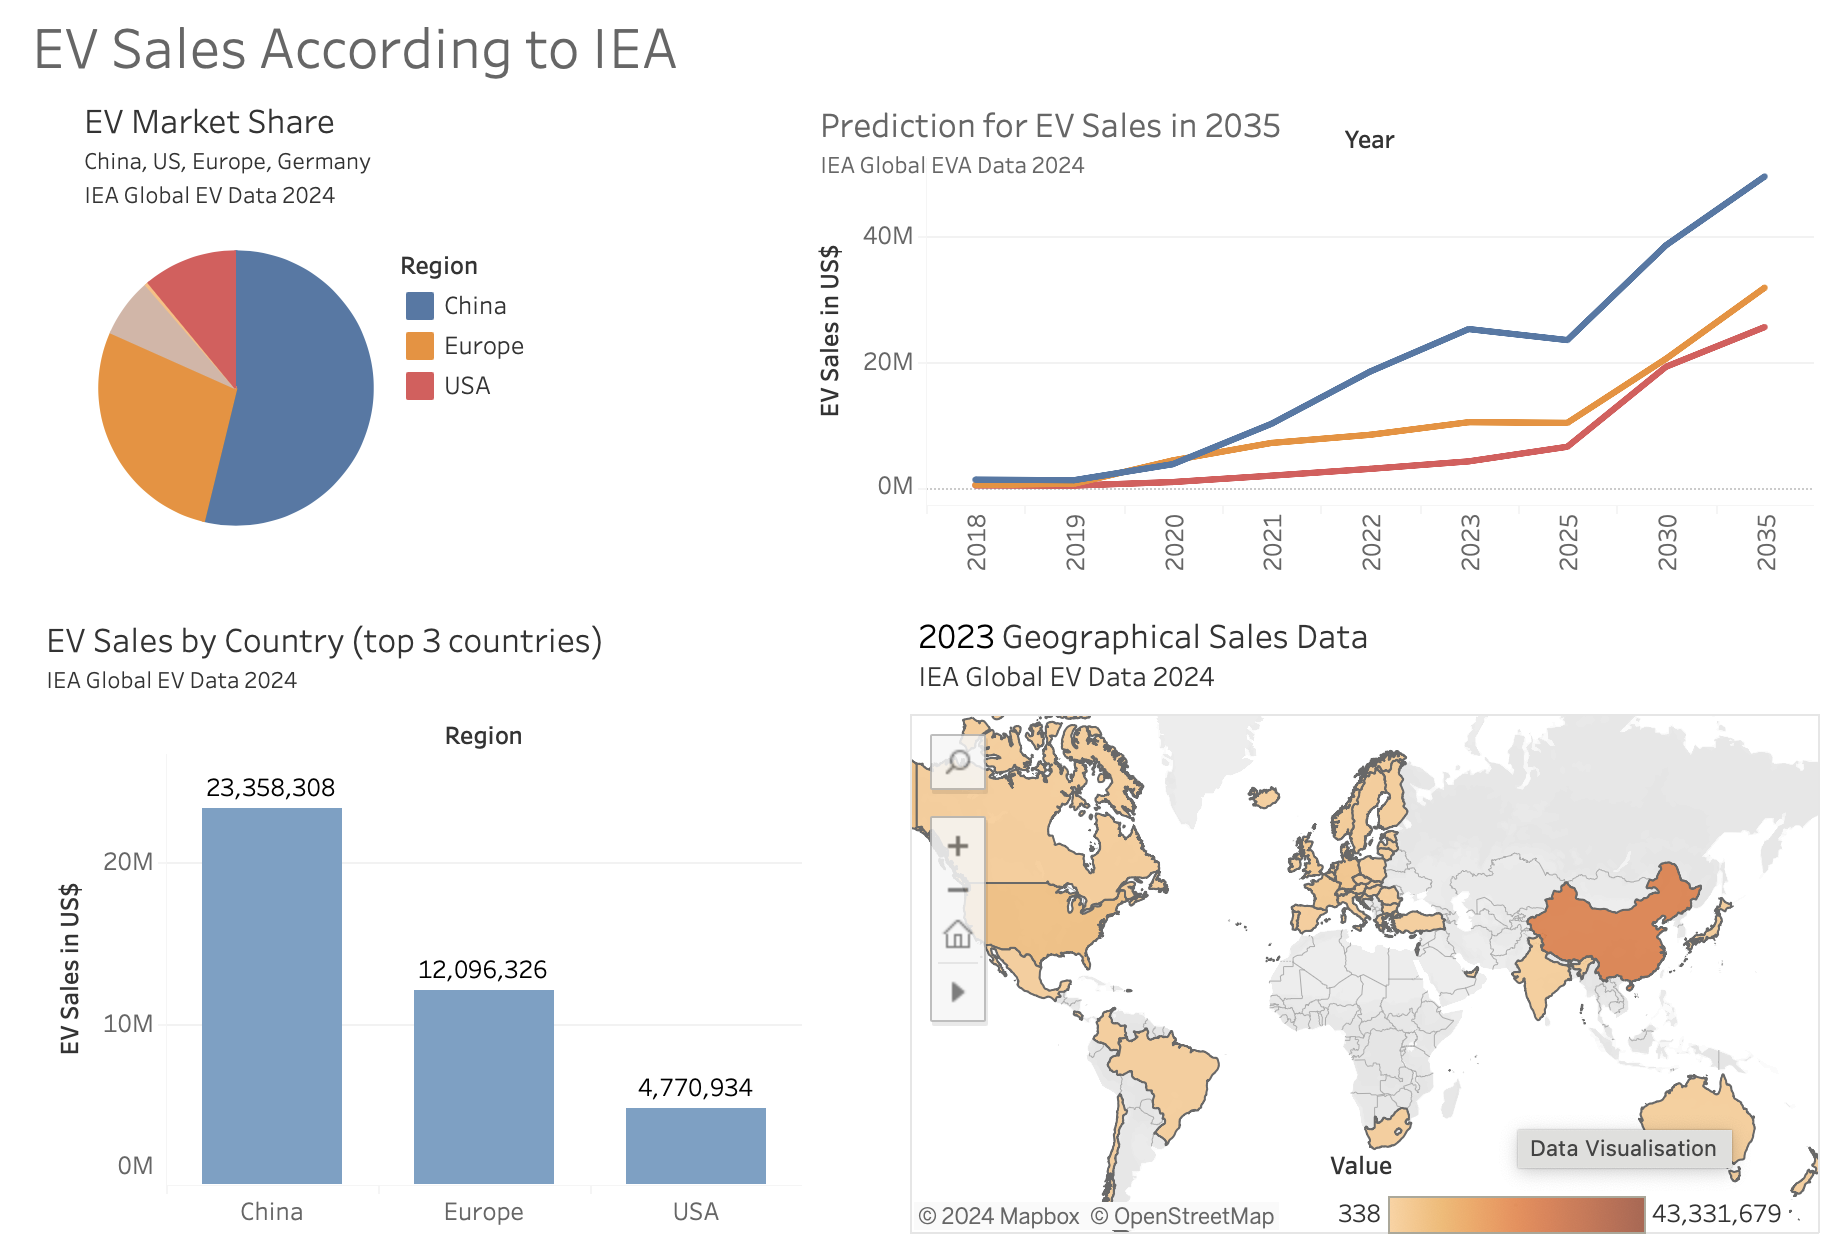 EV Sales According to IEA
EV Market Share
China, US, Europe, Germany
IEA Global EV Data 2024
Region
China
Europe
USA
Prediction for EV Sales in 2035
IEA Global EVA Data 2024
Year
EV Sales in US$
40M
20M
0M
2018
2019
2020
2021
2022
2023
2025
2030
2035
EV Sales by Country (top 3 countries)
IEA Global EV Data 2024
Region
EV Sales in US$
20M
10M
0M
23,358,308
12,096,326
4,770,934
China
Europe
USA
2023 Geographical Sales Data
IEA Global EV Data 2024
Data Visualisation
Value
338
43,331,679
© 2024 Mapbox © OpenStreetMap